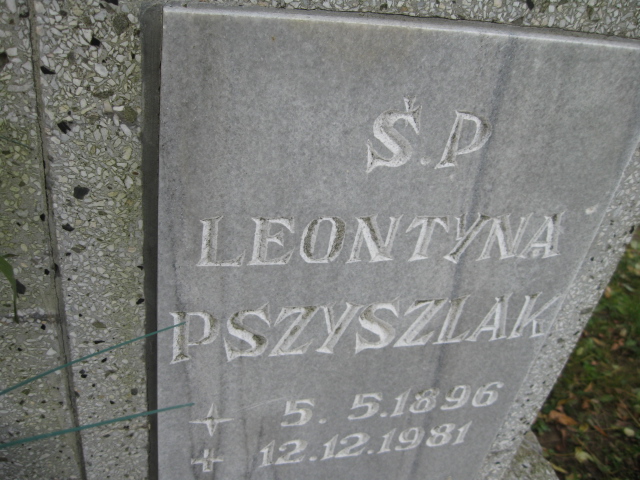 Ś.P
LEONTYNA
PSZYSZLAK
✦ 5. 5.1896
+ 12.12.1981